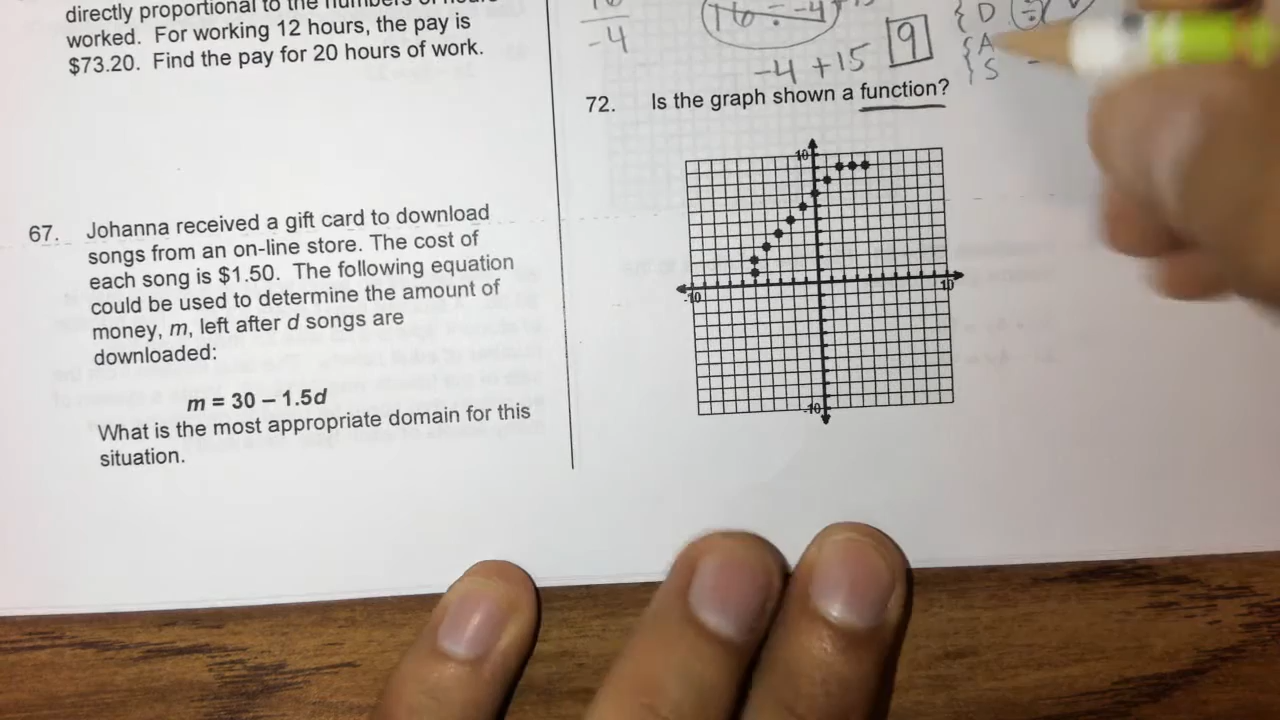 directly proportional to the numbers of hours
worked. For working 12 hours, the pay is
$73.20. Find the pay for 20 hours of work.
67. Johanna received a gift card to download
songs from an on-line store. The cost of
each song is $1.50. The following equation
could be used to determine the amount of
money, m, left after d songs are
downloaded:
m = 30 – 1.5d
What is the most appropriate domain for this
situation.
16
-4
16 ÷ -4
-4 + 15 9
D ÷
A
S -
72. Is the graph shown a function?
10
-10 10
-10